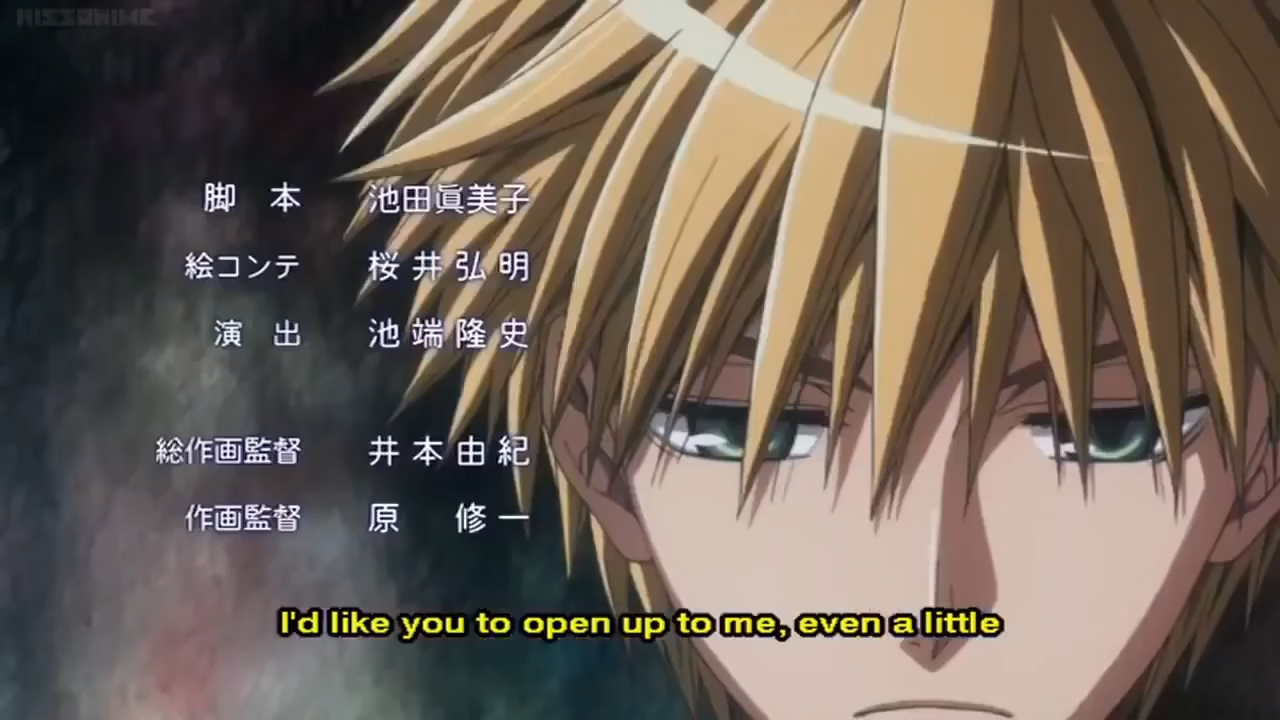 KISSANIME
脚 本 池田眞美子
絵コンテ 桜井弘明
演 出 池端隆史
総作画監督 井本由紀
作画監督 原 修一
I'd like you to open up to me, even a little